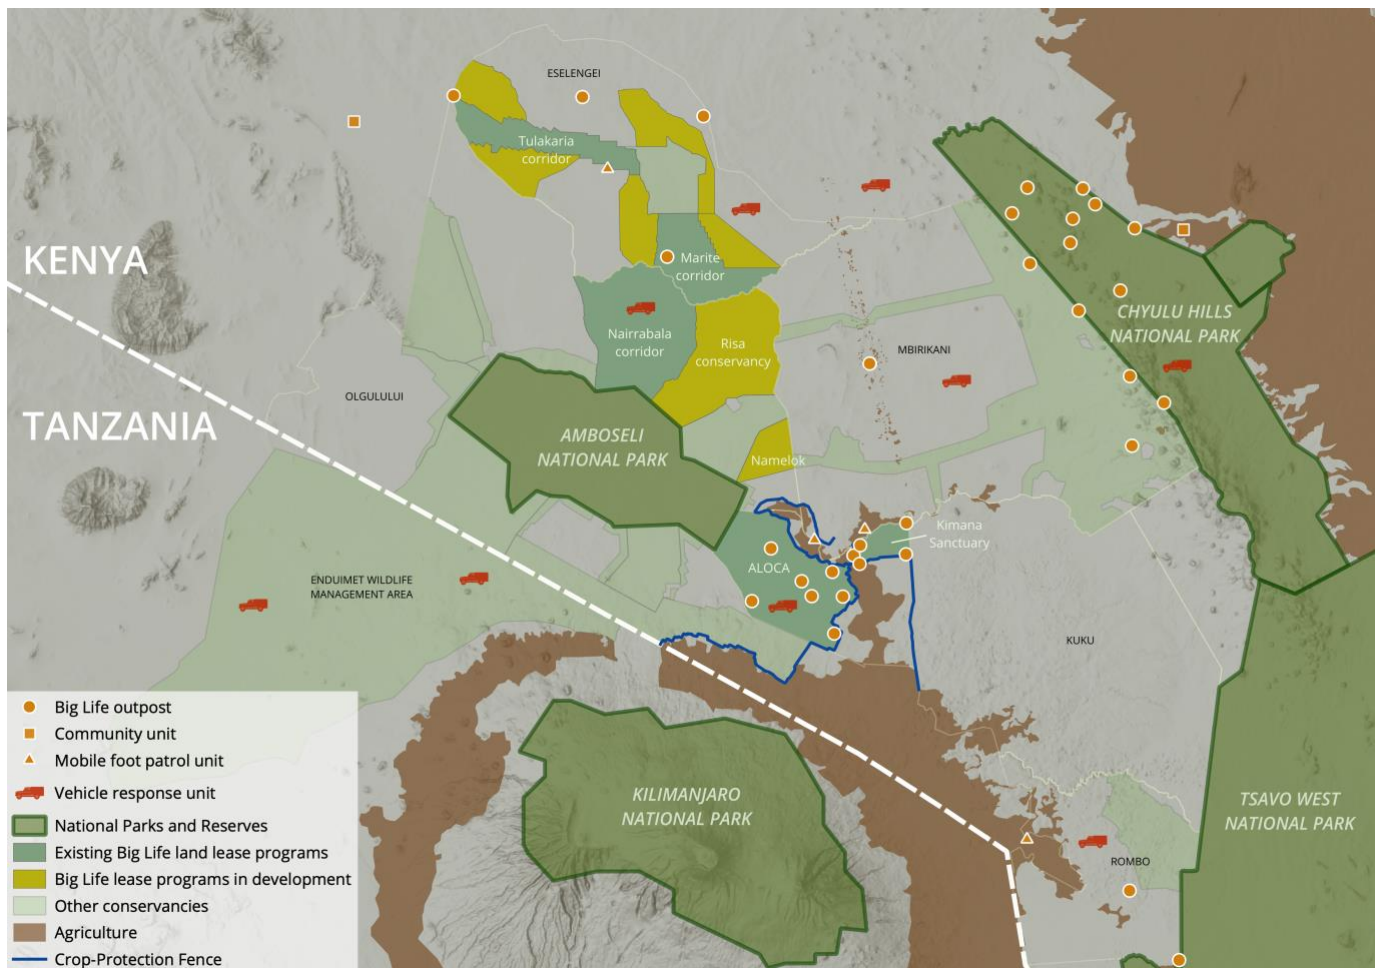 ESELENGEI
Tulakaria
corridor
KENYA
Marite
corridor
CHYULU HILLS
NATIONAL PARK
Nairrabala
corridor
Risa
conservancy
MBIRIKANI
OLGULULUI
TANZANIA
AMBOSELI
NATIONAL PARK
Namelok
Kimana
Sanctuary
ALOCA
ENDUIMET WILDLIFE
MANAGEMENT AREA
KUKU
KILIMANJARO
NATIONAL PARK
TSAVO WEST
NATIONAL PARK
ROMBO
Big Life outpost
Community unit
Mobile foot patrol unit
Vehicle response unit
National Parks and Reserves
Existing Big Life land lease programs
Big Life lease programs in development
Other conservancies
Agriculture
Crop-Protection Fence